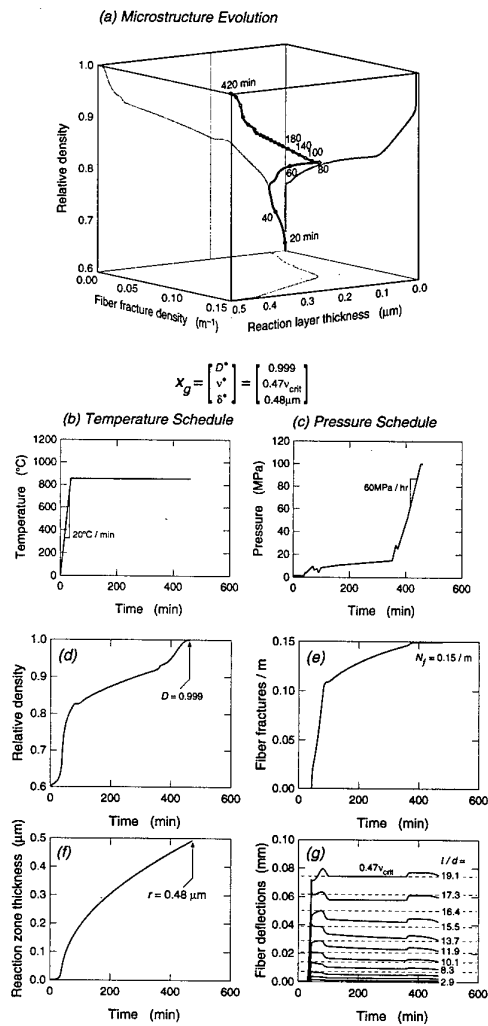 (a) Microstructure Evolution
1.0
0.9
0.8
0.7
0.6
Relative density
420 min
180
140
100
80
60
40
20 min
0.00
0.05
0.10
0.15
Fiber fracture density (m⁻¹)
0.5
0.4
0.3
0.2
0.1
0.0
Reaction layer thickness (μm)
X_g = [D* v* δ*] = [0.999 0.47v_crit 0.48μm]
(b) Temperature Schedule
1200
1000
800
600
400
200
0
Temperature (°C)
20°C / min
0 200 400 600
Time (min)
(c) Pressure Schedule
120
100
80
60
40
20
0
Pressure (MPa)
60MPa / hr
0 200 400 600
Time (min)
(d)
1.0
0.9
0.8
0.7
0.6
Relative density
D = 0.999
0 200 400 600
Time (min)
(e)
0.15
0.10
0.05
0.00
Fiber fractures / m
N_f = 0.15 / m
0 200 400 600
Time (min)
(f)
0.5
0.4
0.3
0.2
0.1
0.0
Reaction zone thickness (μm)
r = 0.48 μm
0 200 400 600
Time (min)
(g)
0.10
0.08
0.06
0.04
0.02
0.00
Fiber deflections (mm)
0.47v_crit
l / d =
19.1
17.3
16.4
15.5
13.7
11.9
10.1
8.3
2.9
0 200 400 600
Time (min)